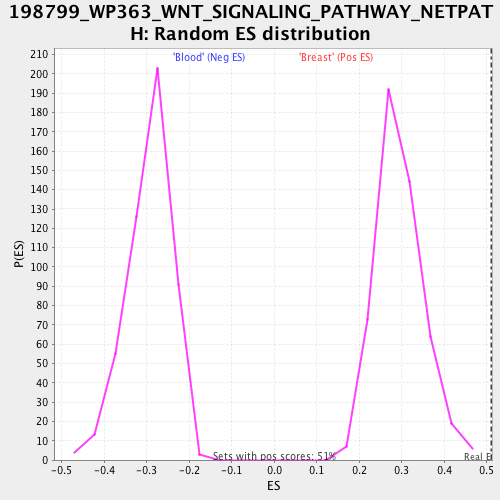 198799_WP363_WNT_SIGNALING_PATHWAY_NETPAT
H: Random ES distribution
'Blood' (Neg ES) 'Breast' (Pos ES)
210
200
190
180
170
160
150
140
130
120
110
100
90
80
70
60
50
40
30
20
10
0
P(ES)
Sets with pos scores: 51%
Real E
-0.5 -0.4 -0.3 -0.2 -0.1 0.0 0.1 0.2 0.3 0.4 0.5
ES